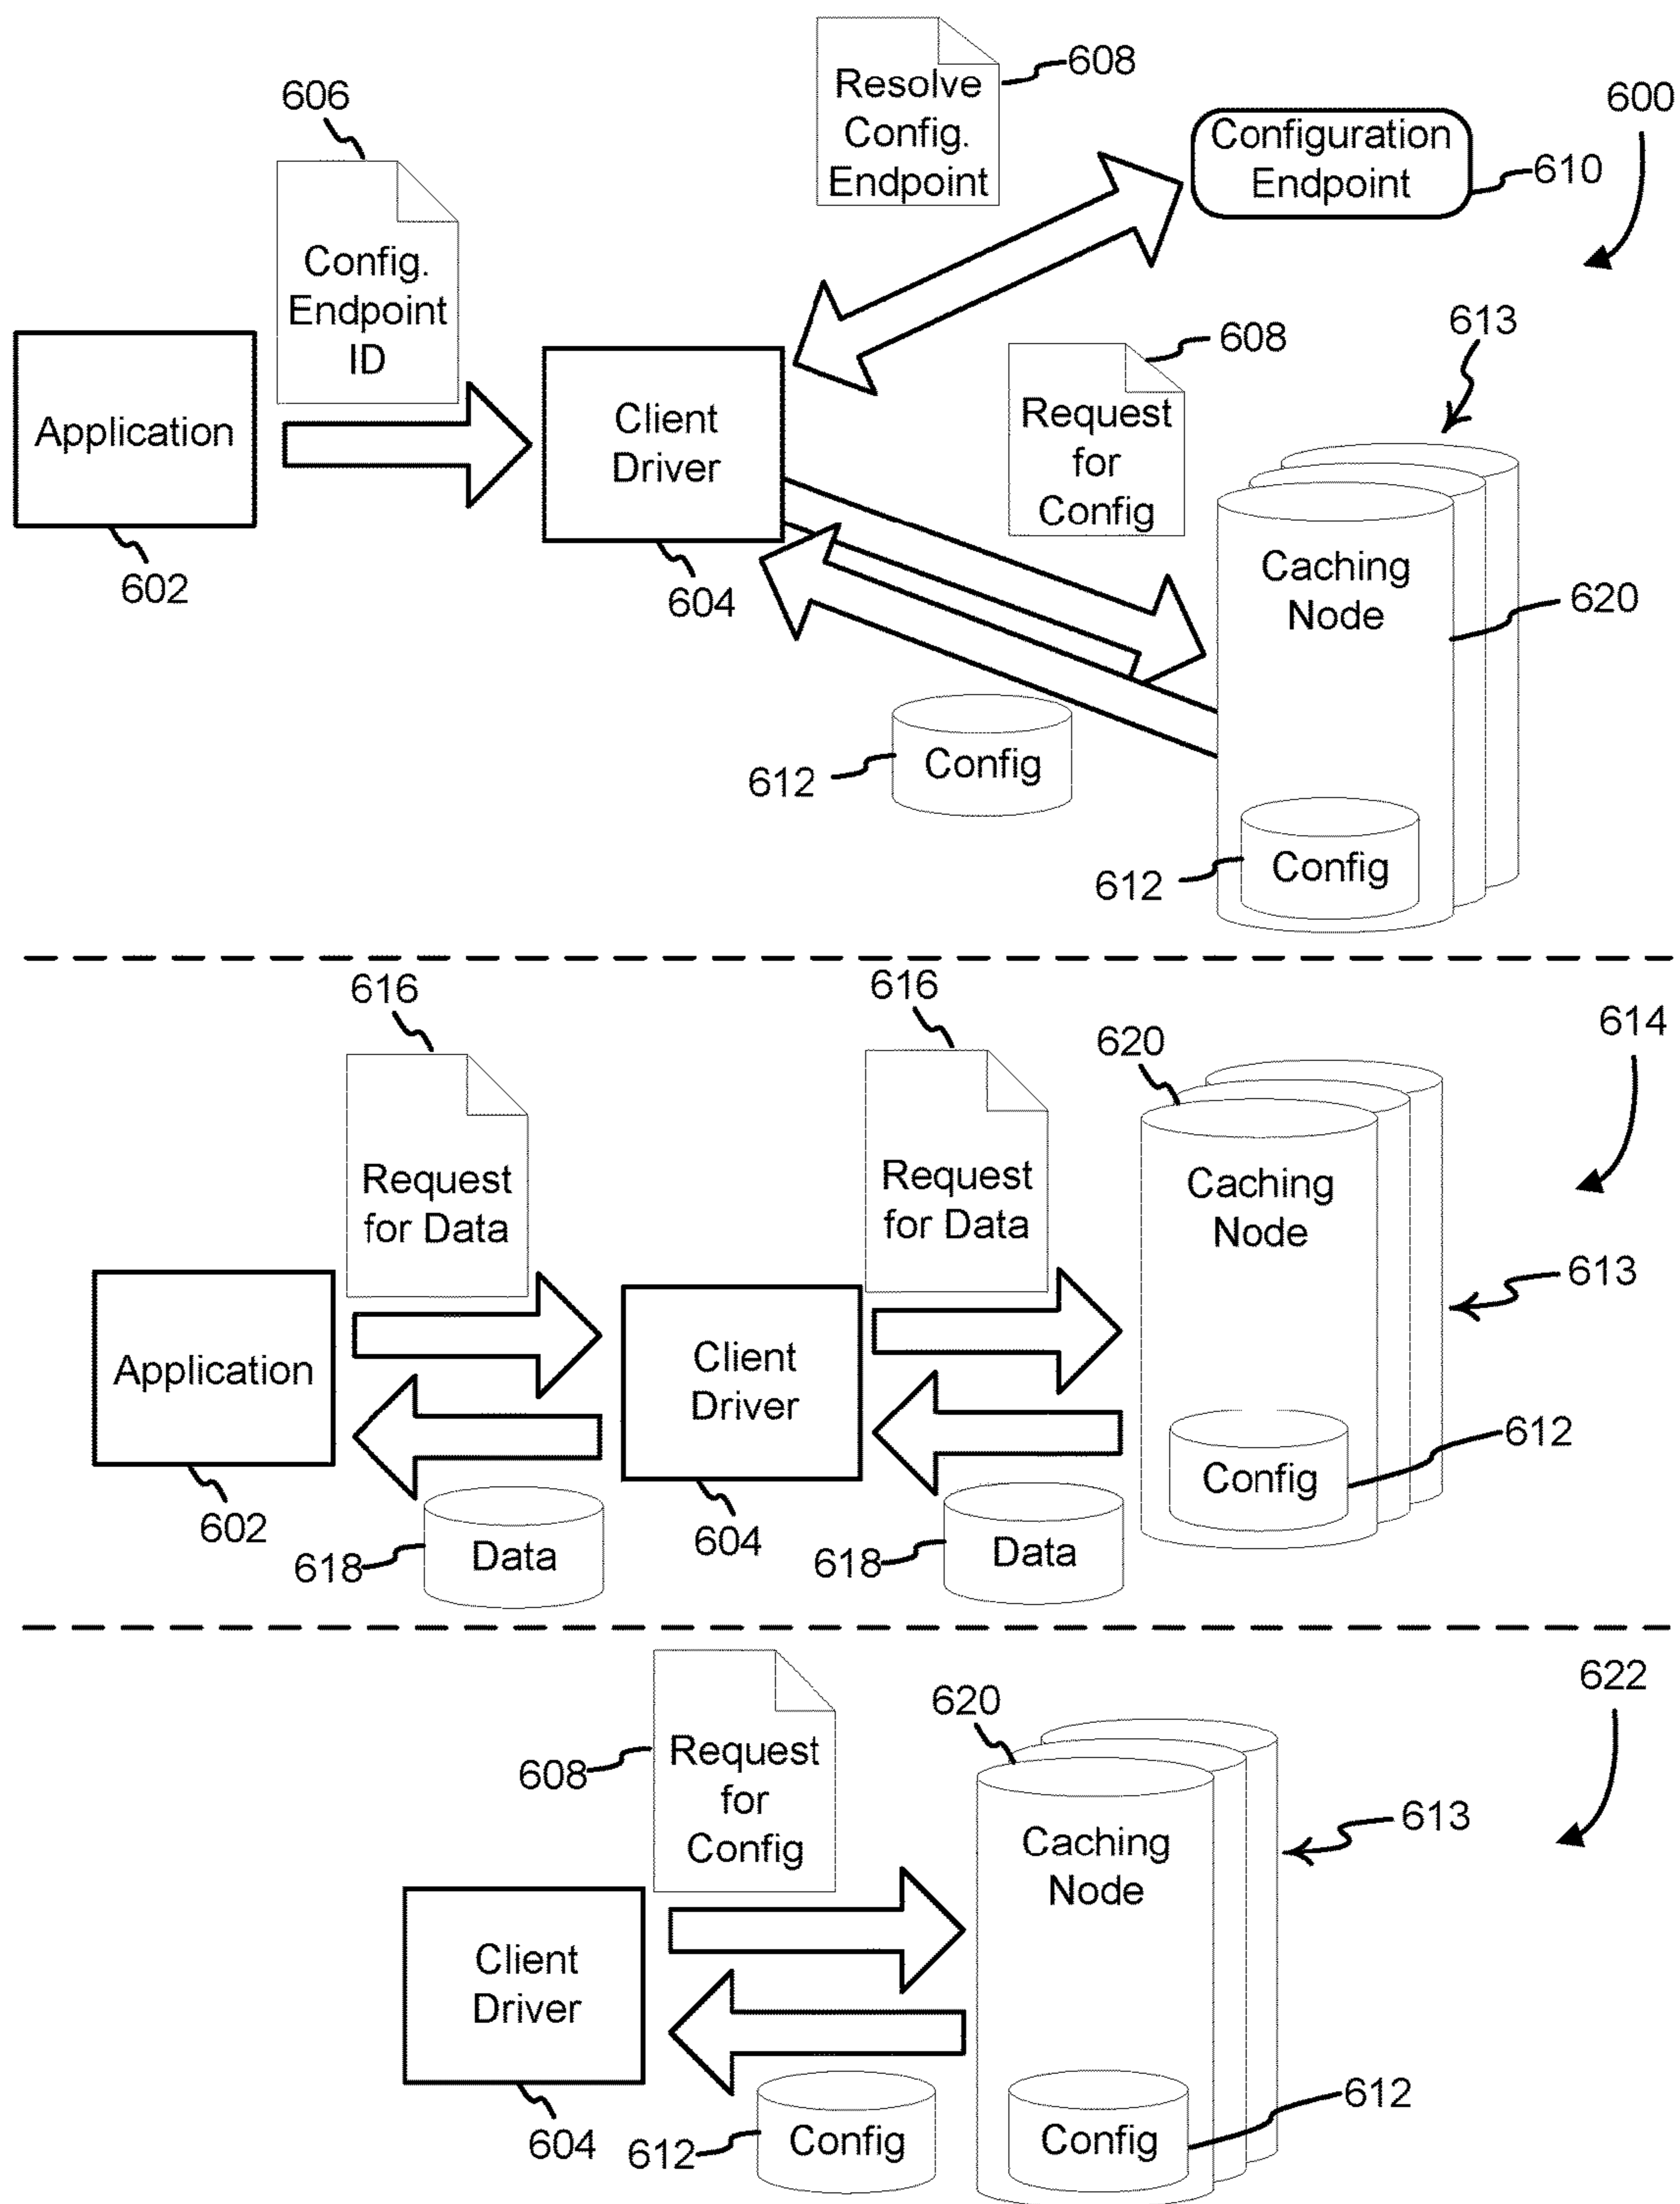 608
Resolve
Config.
Endpoint
600
606
Configuration
Endpoint
610
Config.
Endpoint
ID
613
608
Application
Client
Driver
Request
for
Config
Caching
Node
602
604
620
612
Config
612
Config
616
616
614
620
Request
for Data
Request
for Data
Caching
Node
613
Application
Client
Driver
612
Config
602
604
618
Data
618
Data
622
620
608
Request
for
Config
613
Caching
Node
Client
Driver
612
604
612
Config
Config